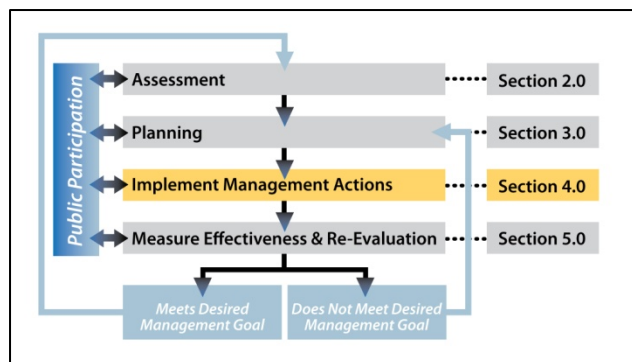 Public Participation
Assessment
Section 2.0
Planning
Section 3.0
Implement Management Actions
Section 4.0
Measure Effectiveness & Re-Evaluation
Section 5.0
Meets Desired
Management Goal
Does Not Meet Desired
Management Goal